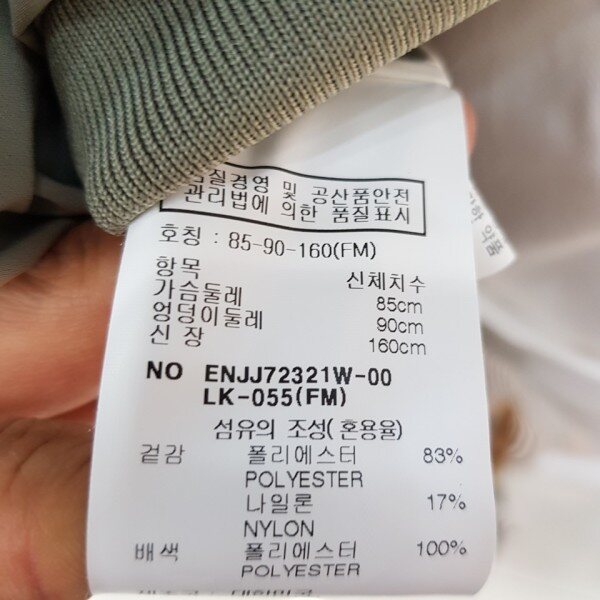 품질경영 및 공산품안전
관리법에 의한 품질표시
호칭 : 85-90-160(FM)
항목 신체치수
가슴둘레 85cm
엉덩이둘레 90cm
신 장 160cm
NO ENJJ72321W-00
LK-055(FM)
섬유의 조성(혼용율)
겉감 폴리에스터 83%
POLYESTER
나일론 17%
NYLON
배색 폴리에스터 100%
POLYESTER